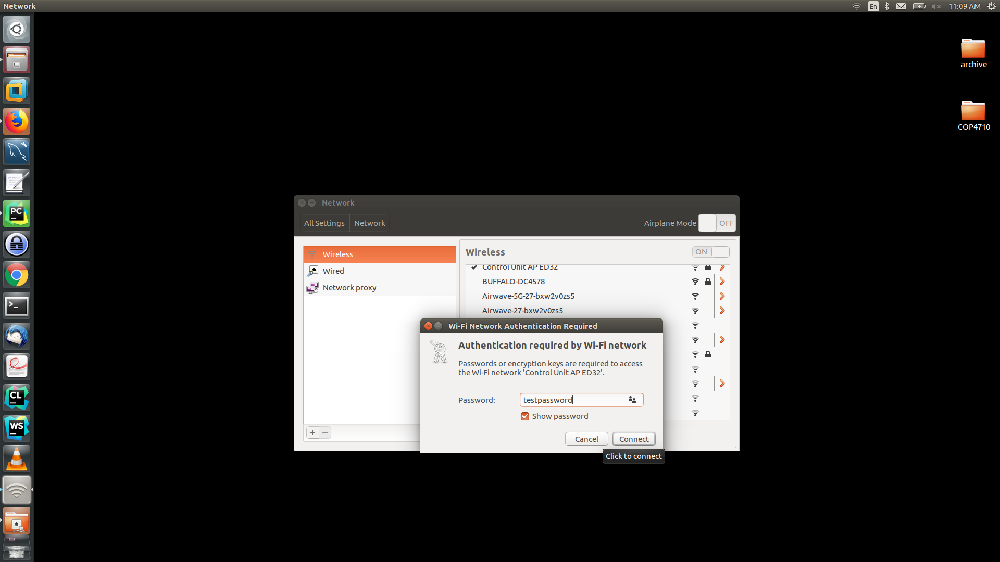 Network
En
11:09 AM
archive
COP4710
PC
CL
WS
Network
All Settings
Network
Airplane Mode
OFF
Wireless
Wired
Network proxy
Wireless
ON
Control Unit AP ED32
BUFFALO-DC4578
Airwave-5G-27-bxw2v0zs5
Airwave-27-bxw2v0zs5
Wi-Fi Network Authentication Required
Authentication required by Wi-Fi network
Passwords or encryption keys are required to access
the Wi-Fi network 'Control Unit AP ED32'.
Password:
testpassword
Show password
Cancel
Connect
Click to connect